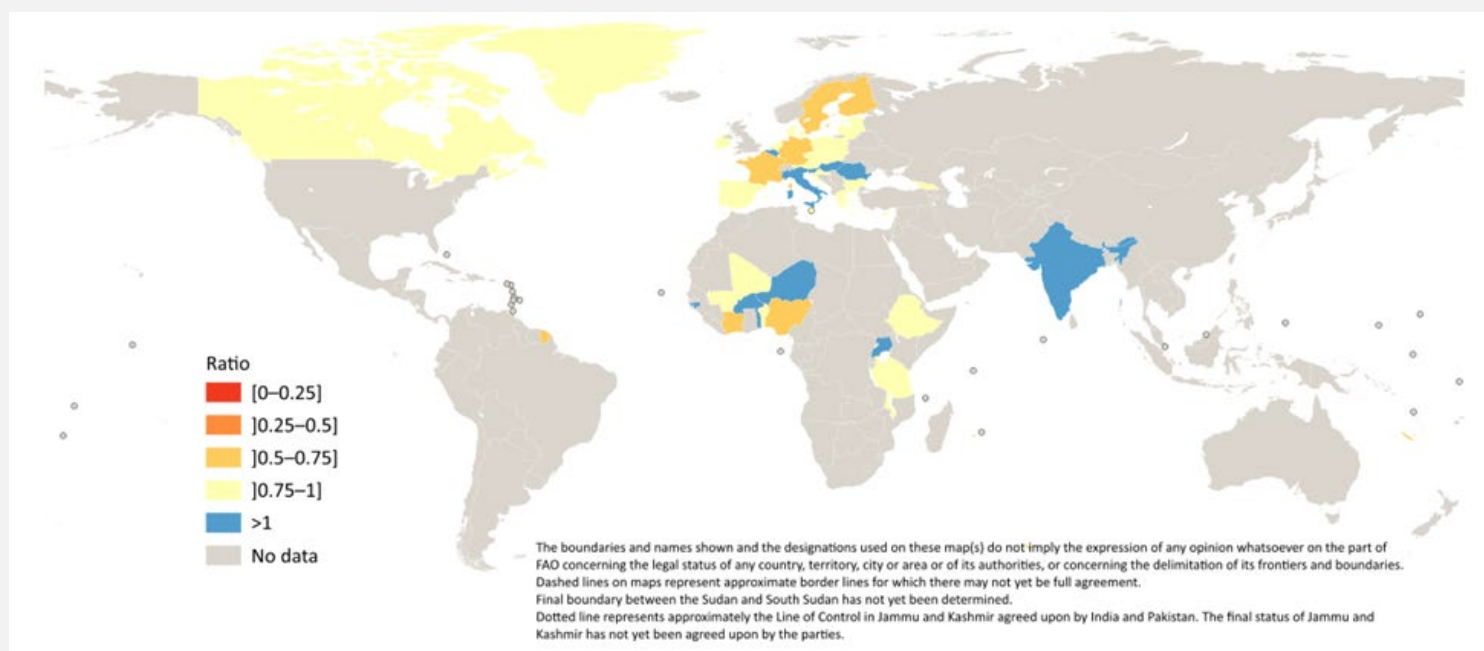 Ratio
[0–0.25]
]0.25–0.5]
]0.5–0.75]
]0.75–1]
>1
No data
The boundaries and names shown and the designations used on these map(s) do not imply the expression of any opinion whatsoever on the part of
FAO concerning the legal status of any country, territory, city or area or of its authorities, or concerning the delimitation of its frontiers and boundaries.
Dashed lines on maps represent approximate border lines for which there may not yet be full agreement.
Final boundary between the Sudan and South Sudan has not yet been determined.
Dotted line represents approximately the Line of Control in Jammu and Kashmir agreed upon by India and Pakistan. The final status of Jammu and
Kashmir has not yet been agreed upon by the parties.